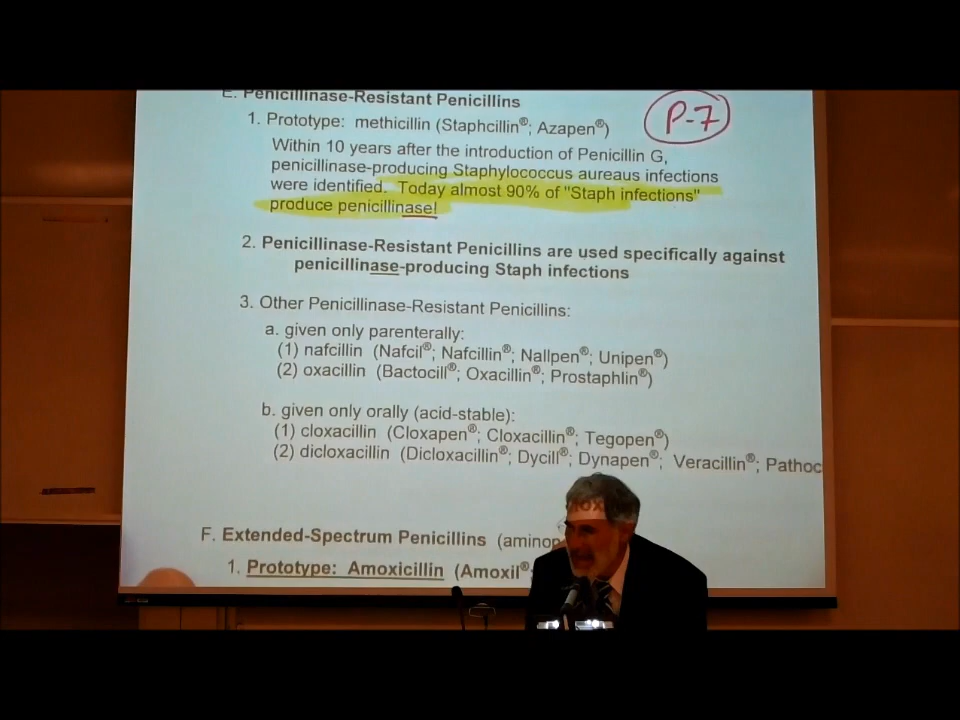 E. Penicillinase-Resistant Penicillins
P-7
1. Prototype: methicillin (Staphcillin®; Azapen®)
Within 10 years after the introduction of Penicillin G,
penicillinase-producing Staphylococcus aureaus infections
were identified. Today almost 90% of "Staph infections"
produce penicillinase!
2. Penicillinase-Resistant Penicillins are used specifically against
penicillinase-producing Staph infections
3. Other Penicillinase-Resistant Penicillins:
a. given only parenterally:
(1) nafcillin (Nafcil®; Nafcillin®; Nallpen®; Unipen®)
(2) oxacillin (Bactocill®; Oxacillin®; Prostaphlin®)
b. given only orally (acid-stable):
(1) cloxacillin (Cloxapen®; Cloxacillin®; Tegopen®)
(2) dicloxacillin (Dicloxacillin®; Dycill®; Dynapen®; Veracillin®; Pathoc
F. Extended-Spectrum Penicillins (aminop
1. Prototype: Amoxicillin (Amoxil®